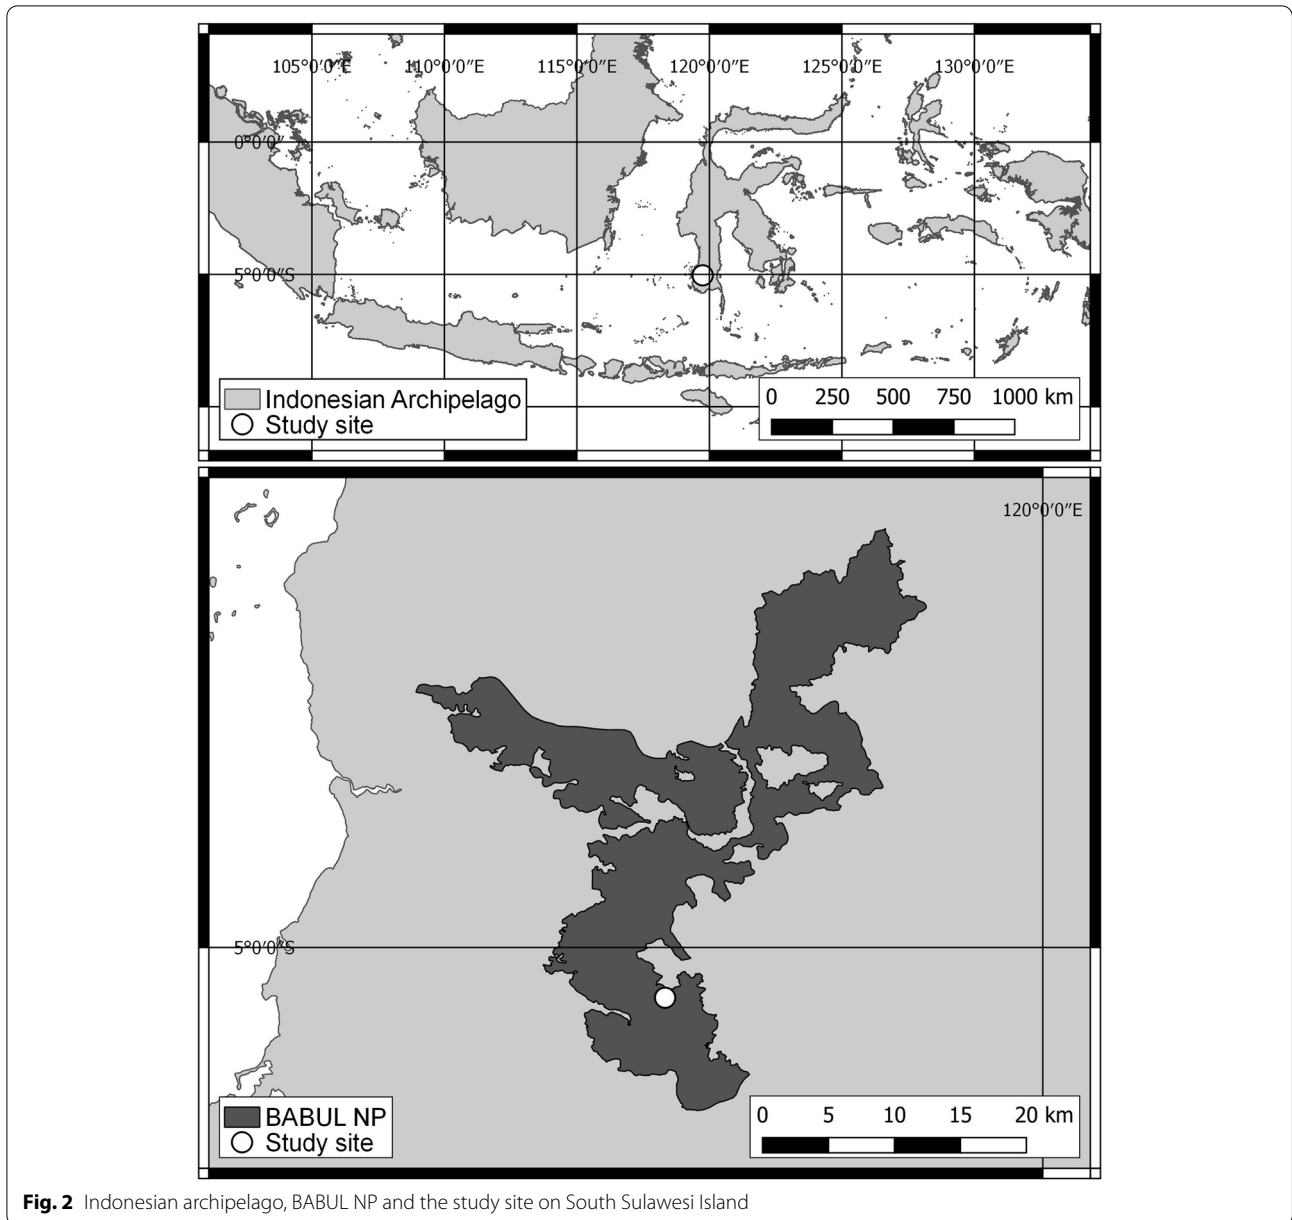 105°0′0″E 110°0′0″E 115°0′0″E 120°0′0″E 125°0′0″E 130°0′0″E
0°0′0″
5°0′0″S
Indonesian Archipelago
Study site
0 250 500 750 1000 km
120°0′0″E
5°0′0″S
BABUL NP
Study site
0 5 10 15 20 km
Fig. 2 Indonesian archipelago, BABUL NP and the study site on South Sulawesi Island